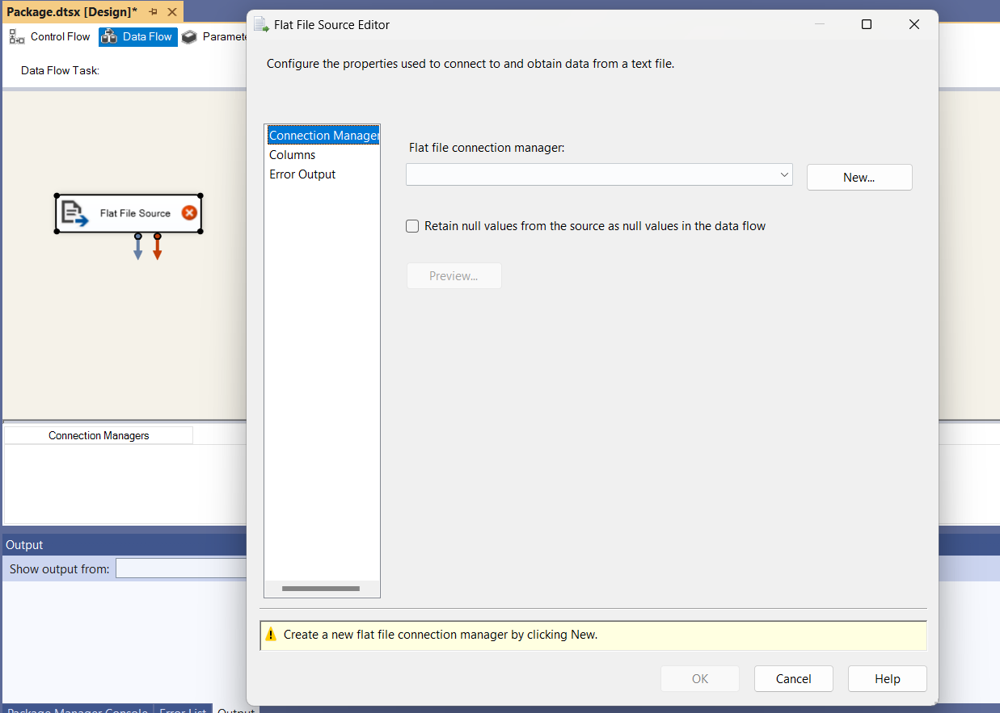 Package.dtsx [Design]*
Control Flow
Data Flow
Paramete
Data Flow Task:
Flat File Source
Connection Managers
Output
Show output from:
Package Manager Console
Error List
Output
Flat File Source Editor
Configure the properties used to connect to and obtain data from a text file.
Connection Manager
Columns
Error Output
Flat file connection manager:
New...
Retain null values from the source as null values in the data flow
Preview...
Create a new flat file connection manager by clicking New.
OK
Cancel
Help